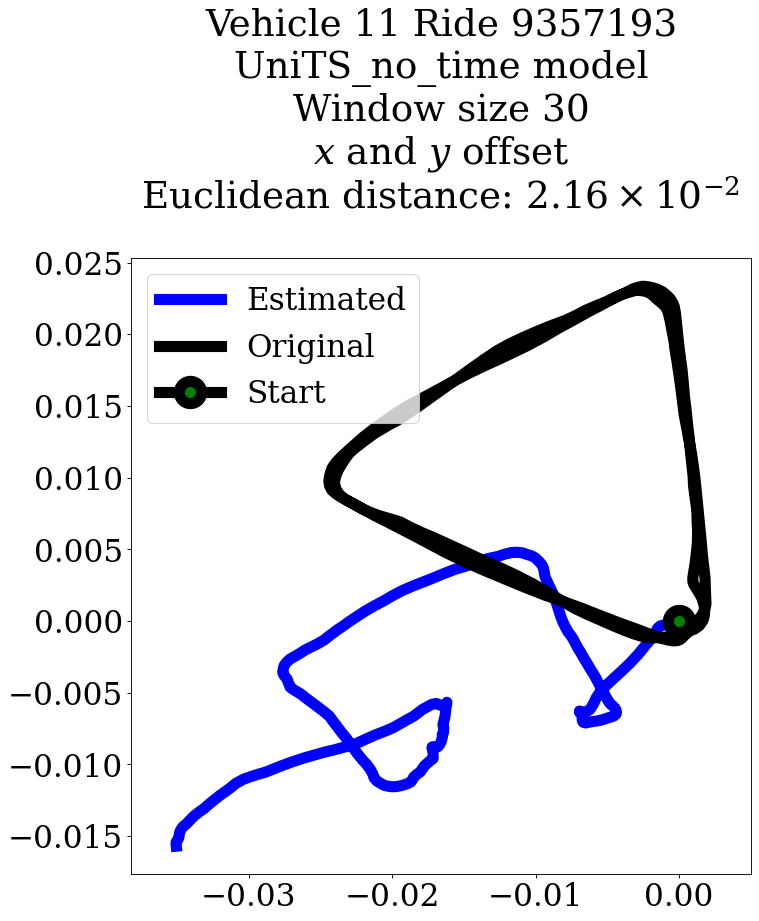 Vehicle 11 Ride 9357193
UniTS_no_time model
Window size 30
x and y offset
Euclidean distance: 2.16 × 10⁻²
0.025
0.020
0.015
0.010
0.005
0.000
−0.005
−0.010
−0.015
Estimated
Original
Start
−0.03 −0.02 −0.01 0.00